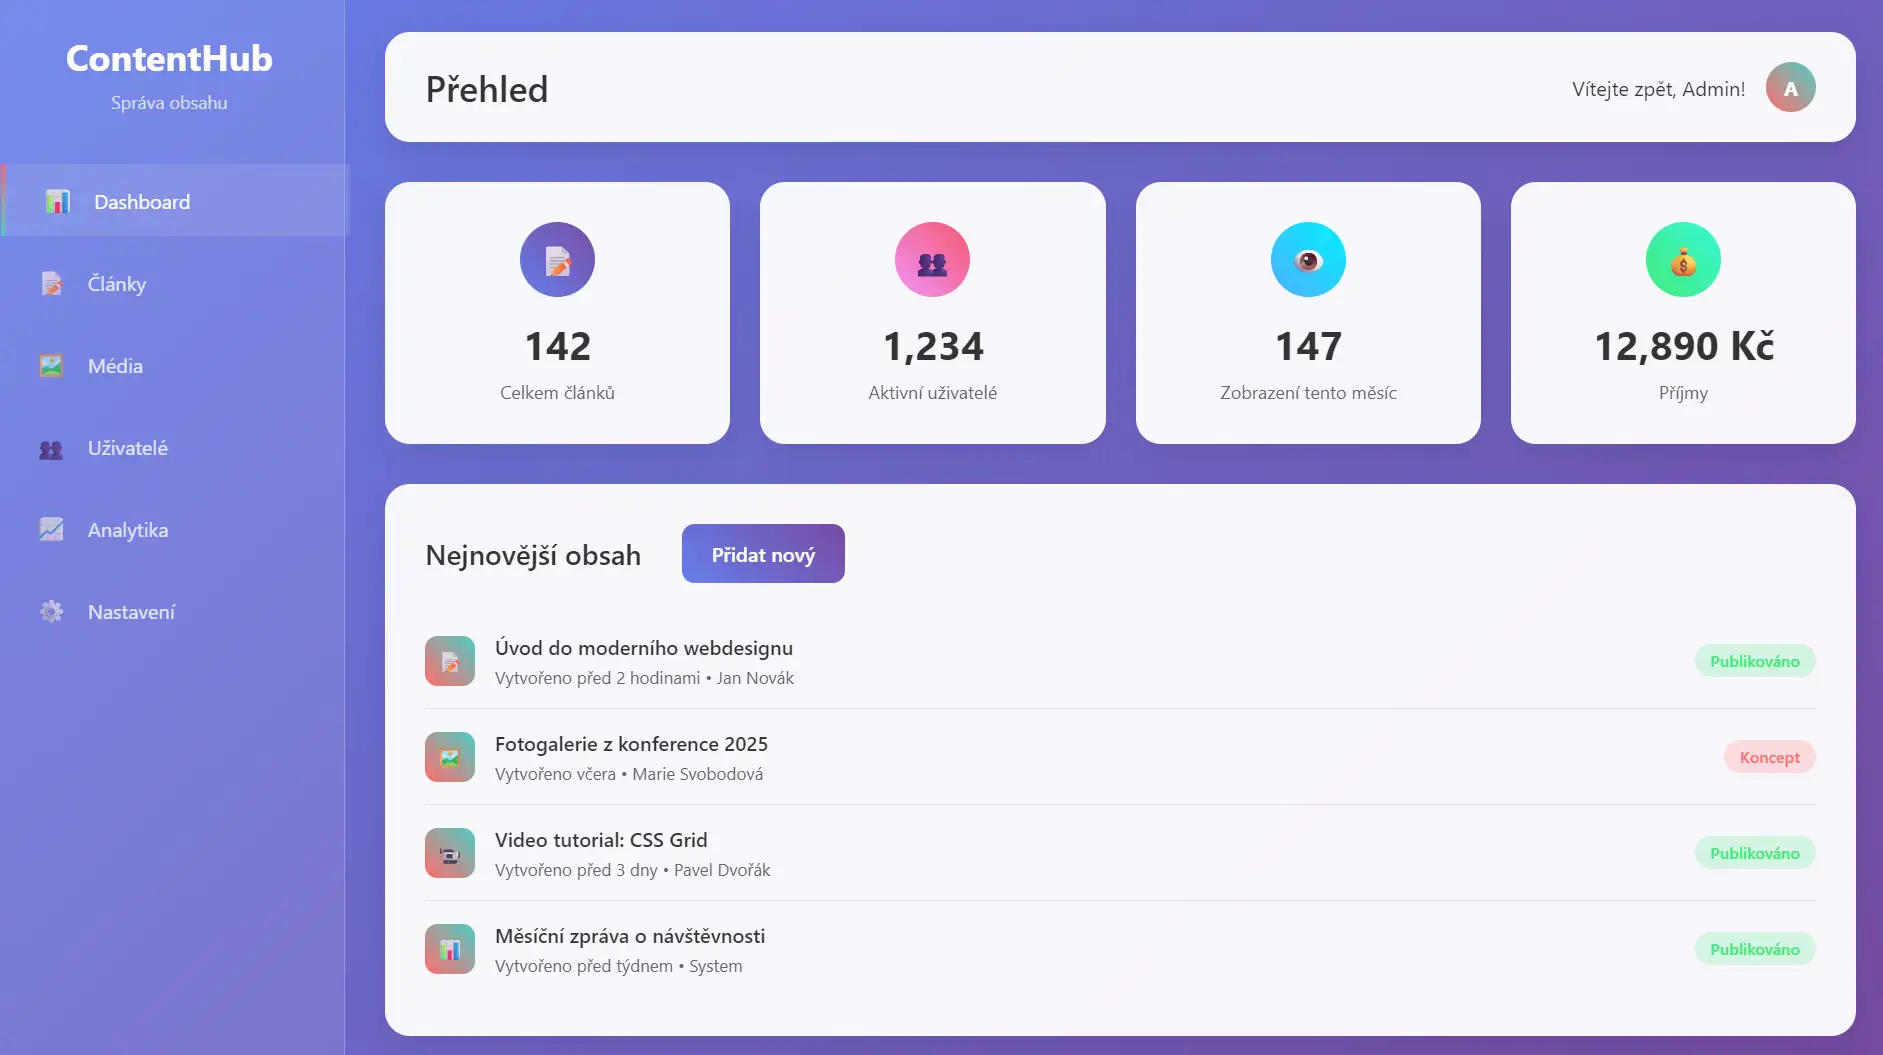 ContentHub
Správa obsahu
Dashboard
Články
Média
Uživatelé
Analytika
Nastavení
Přehled
Vítejte zpět, Admin!
A
142
Celkem článků
1,234
Aktivní uživatelé
147
Zobrazení tento měsíc
12,890 Kč
Příjmy
Nejnovější obsah
Přidat nový
Úvod do moderního webdesignu
Vytvořeno před 2 hodinami • Jan Novák
Publikováno
Fotogalerie z konference 2025
Vytvořeno včera • Marie Svobodová
Koncept
Video tutorial: CSS Grid
Vytvořeno před 3 dny • Pavel Dvořák
Publikováno
Měsíční zpráva o návštěvnosti
Vytvořeno před týdnem • System
Publikováno